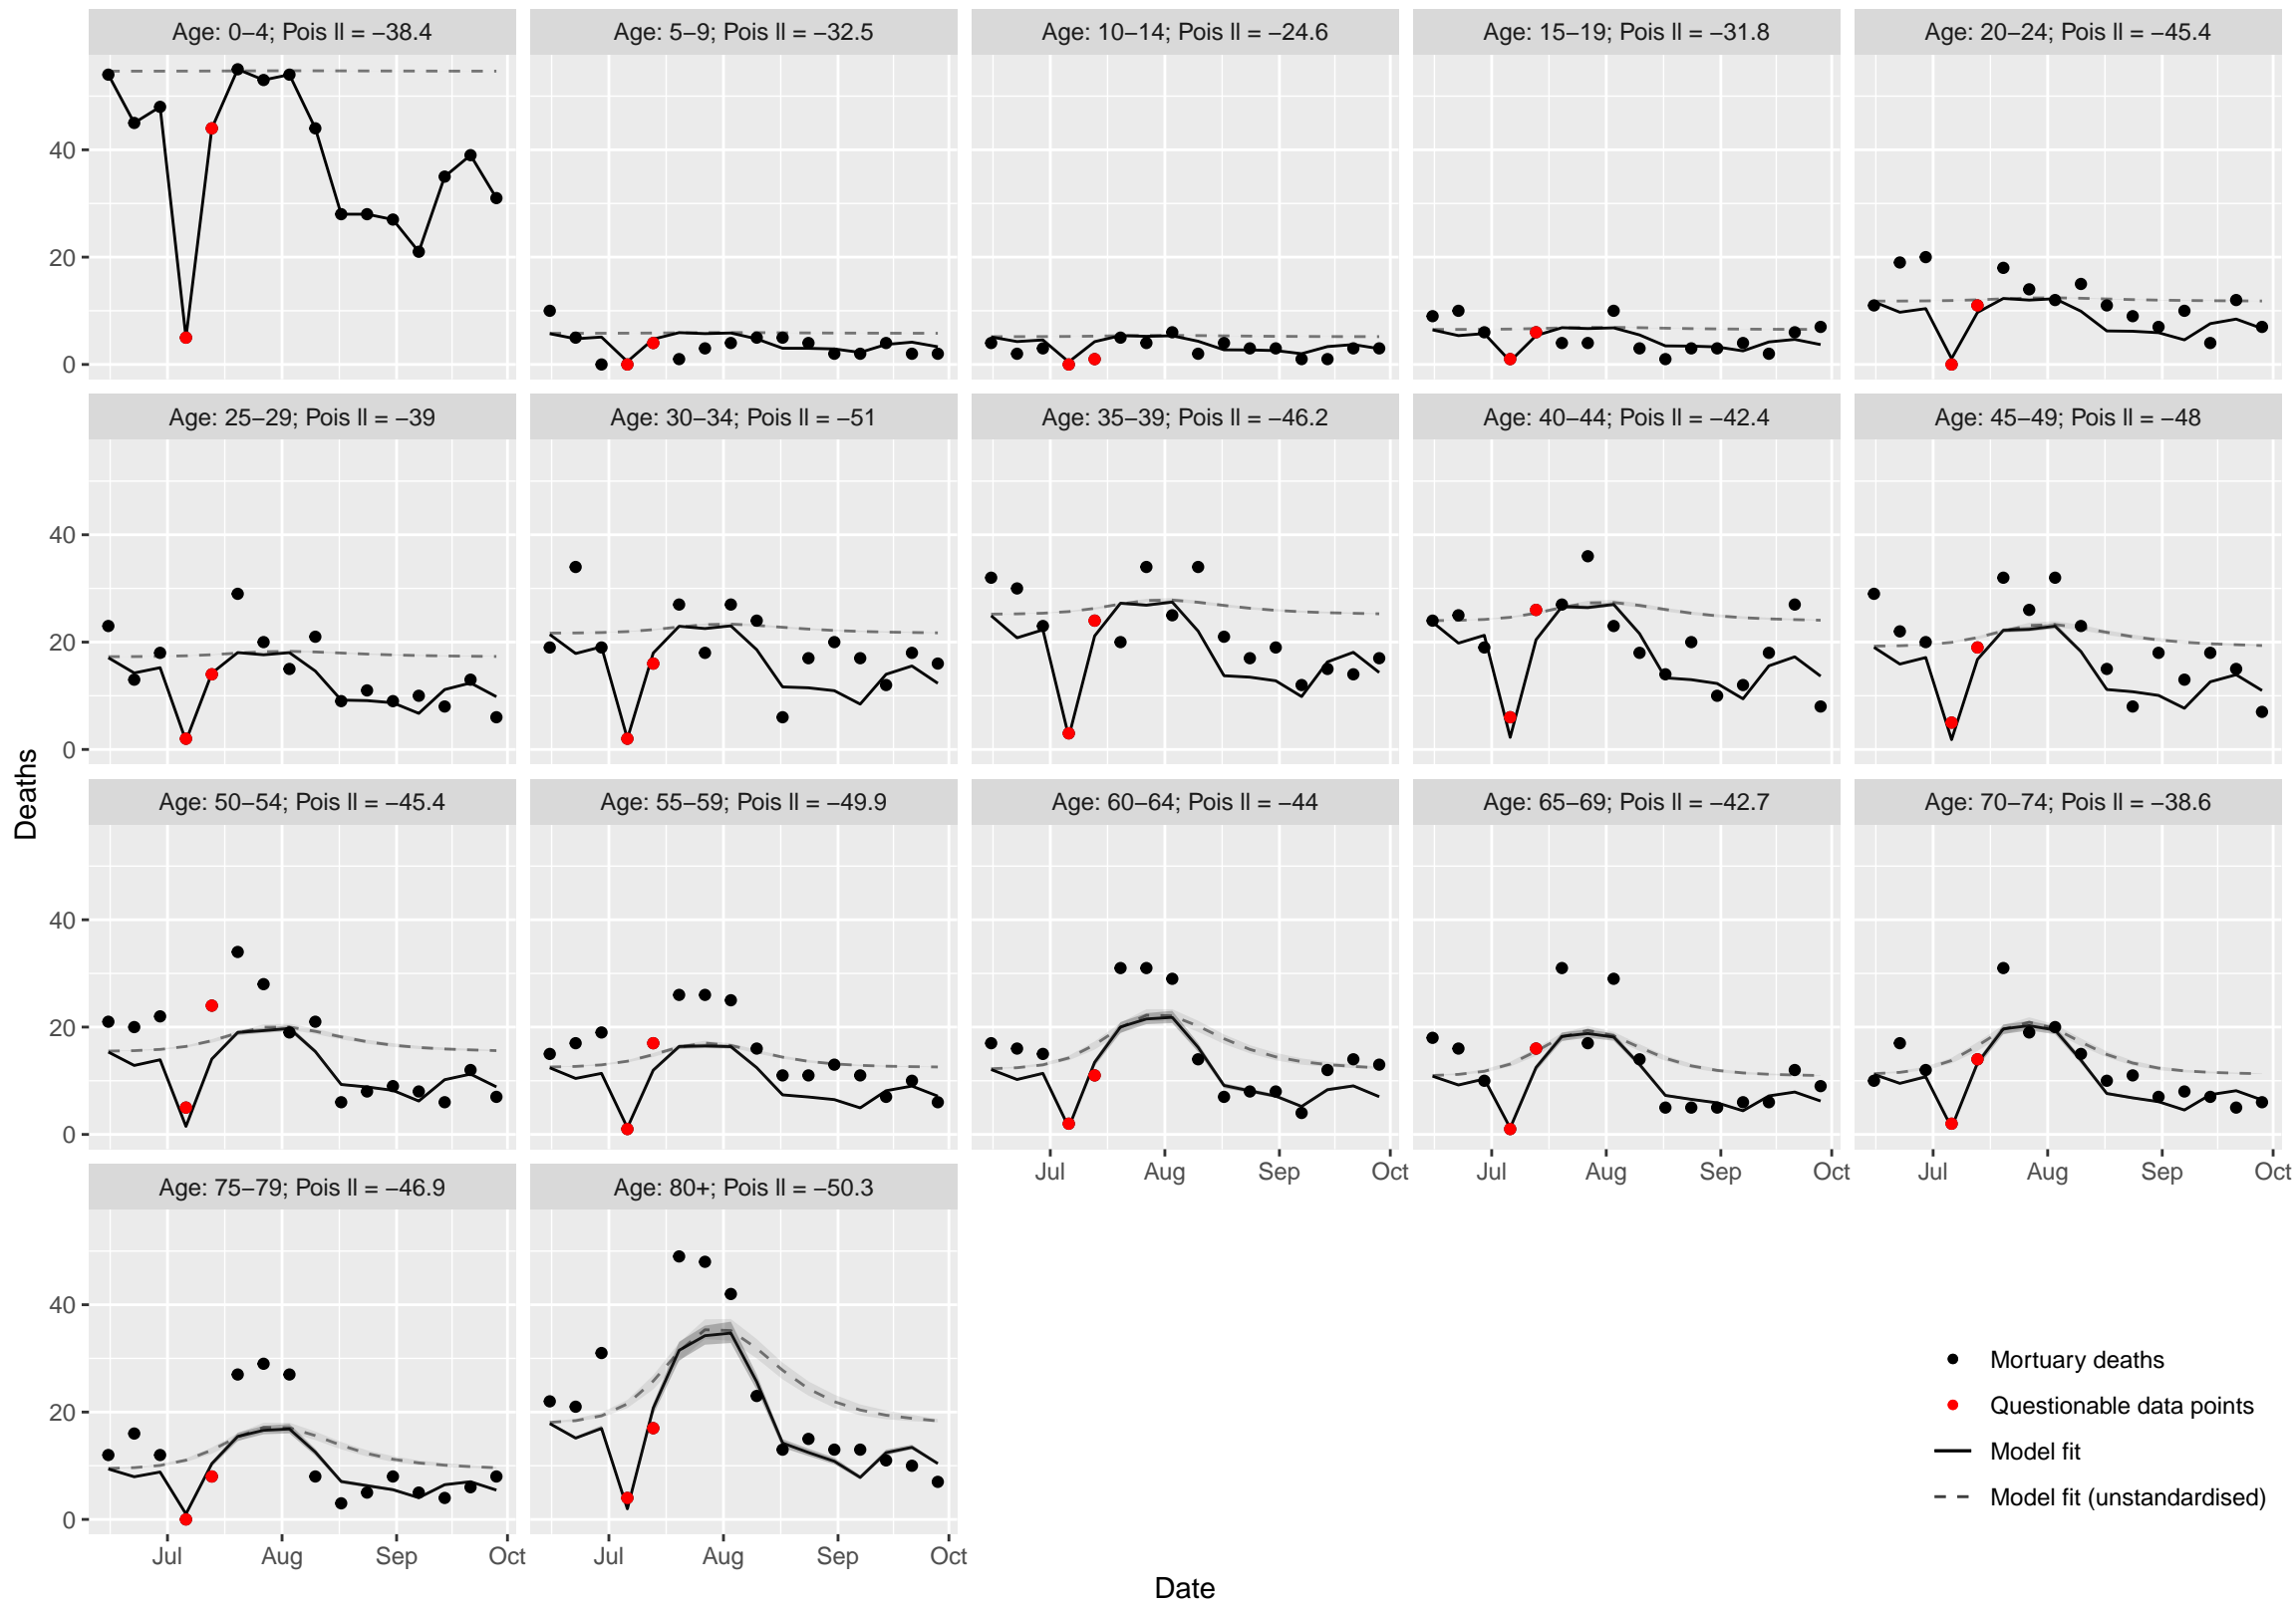 Age: 0−4; Pois ll = −38.4
Age: 5−9; Pois ll = −32.5
Age: 10−14; Pois ll = −24.6
Age: 15−19; Pois ll = −31.8
Age: 20−24; Pois ll = −45.4
40
20
0
Age: 25−29; Pois ll = −39
Age: 30−34; Pois ll = −51
Age: 35−39; Pois ll = −46.2
Age: 40−44; Pois ll = −42.4
Age: 45−49; Pois ll = −48
40
20
0
Deaths
Age: 50−54; Pois ll = −45.4
Age: 55−59; Pois ll = −49.9
Age: 60−64; Pois ll = −44
Age: 65−69; Pois ll = −42.7
Age: 70−74; Pois ll = −38.6
40
20
0
Jul Aug Sep Oct
Jul Aug Sep Oct
Jul Aug Sep Oct
Age: 75−79; Pois ll = −46.9
Age: 80+; Pois ll = −50.3
40
20
0
Jul Aug Sep Oct
Jul Aug Sep Oct
Mortuary deaths
Questionable data points
Model fit
Model fit (unstandardised)
Date